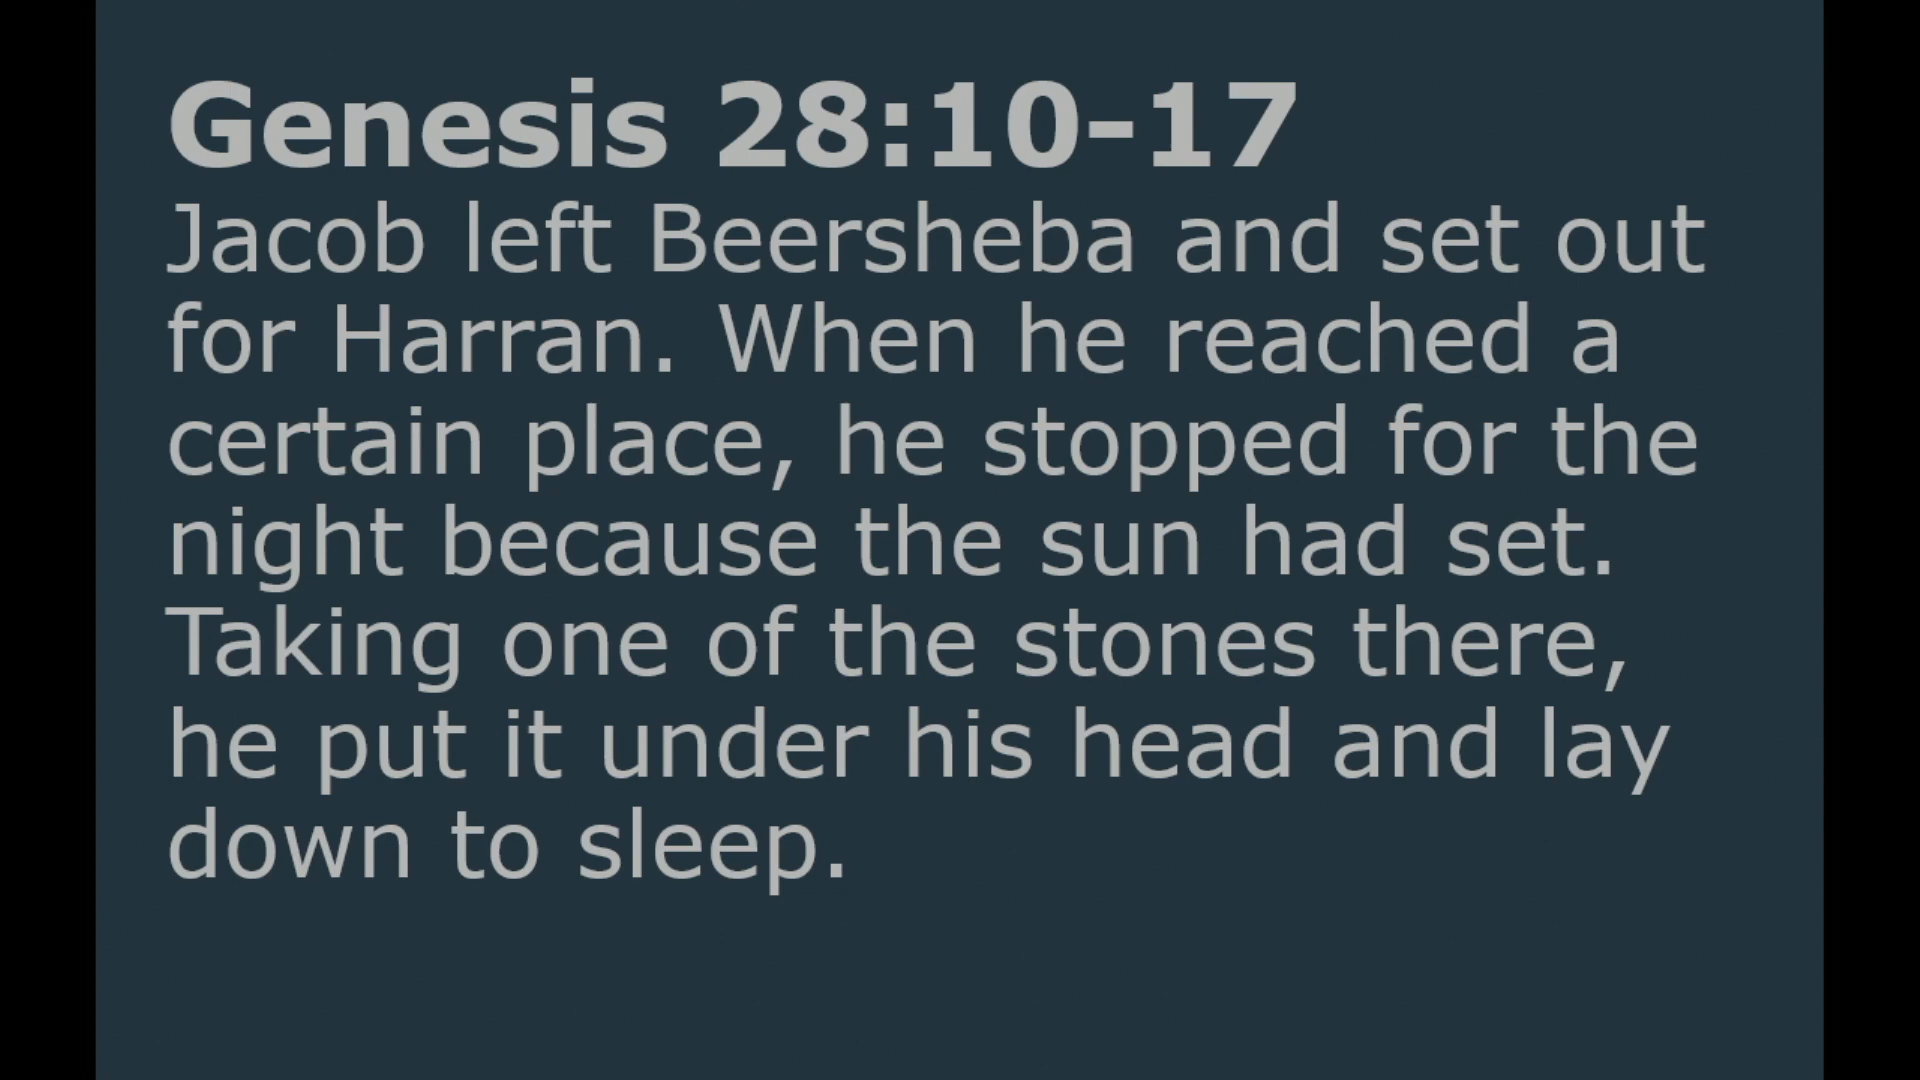 Genesis 28:10-17
Jacob left Beersheba and set out
for Harran. When he reached a
certain place, he stopped for the
night because the sun had set.
Taking one of the stones there,
he put it under his head and lay
down to sleep.